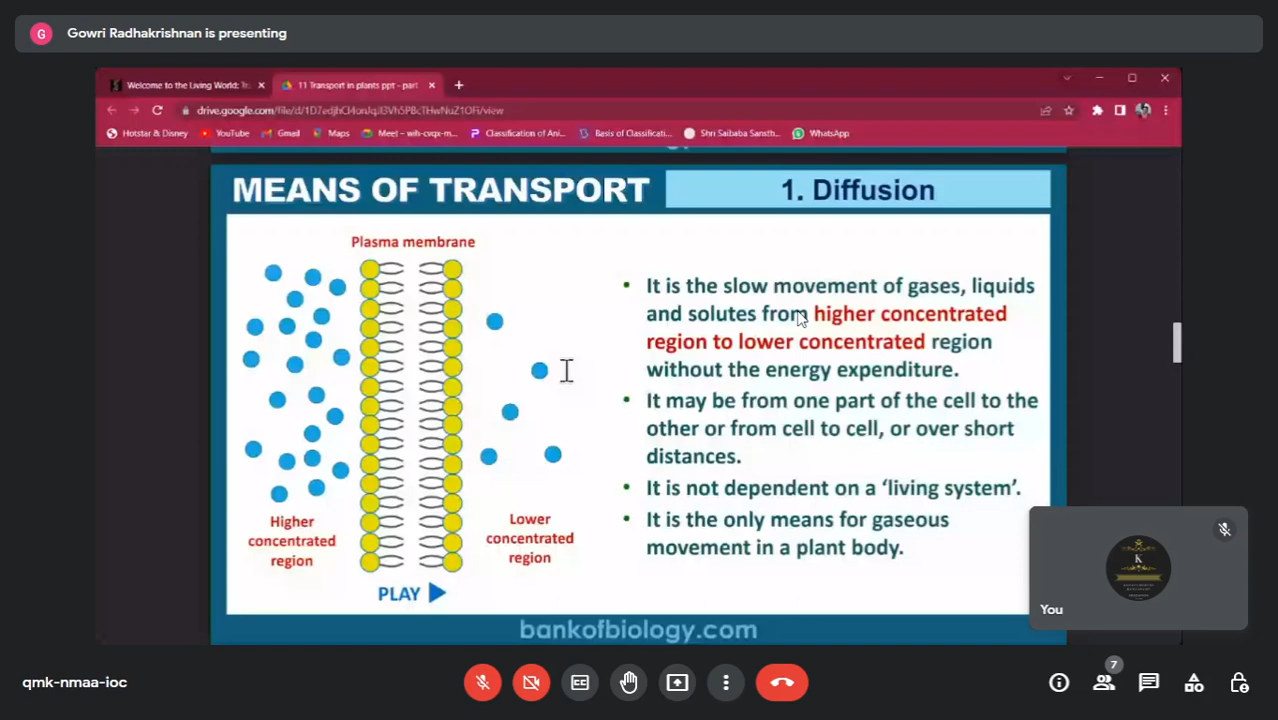 G
Gowri Radhakrishnan is presenting
Welcome to the Living World: Tr
11 Transport in plants ppt - part
Hotstar & Disney
YouTube
Gmail
Maps
Meet – wih-cvqx-m...
Classification of Ani...
Basis of Classificati...
Shri Saibaba Sansth...
WhatsApp
MEANS OF TRANSPORT
1. Diffusion
Plasma membrane
• It is the slow movement of gases, liquids
and solutes from higher concentrated
region to lower concentrated region
without the energy expenditure.
• It may be from one part of the cell to the
other or from cell to cell, or over short
distances.
• It is not dependent on a ‘living system’.
• It is the only means for gaseous
movement in a plant body.
Higher
concentrated
region
Lower
concentrated
region
PLAY
bankofbiology.com
K
You
qmk-nmaa-ioc
7